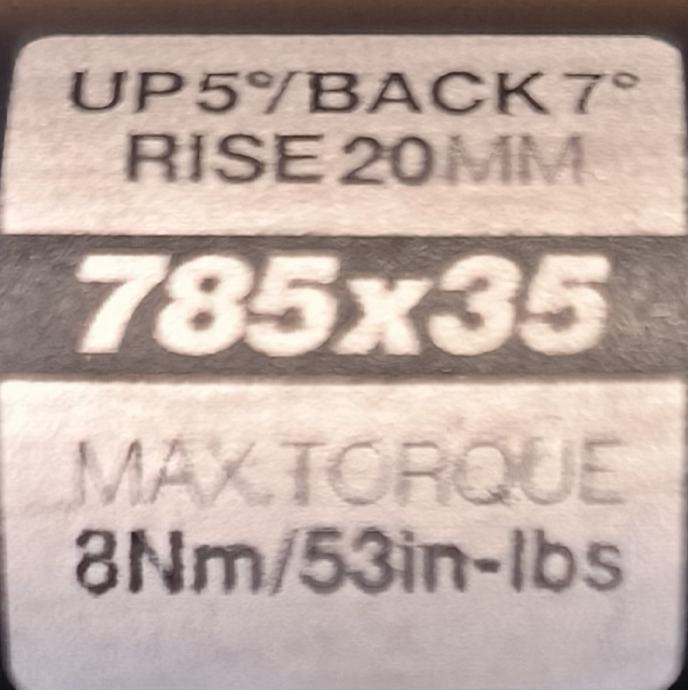 UP 5°/BACK 7°
RISE 20MM
785x35
MAX.TORQUE
8Nm/53in-lbs